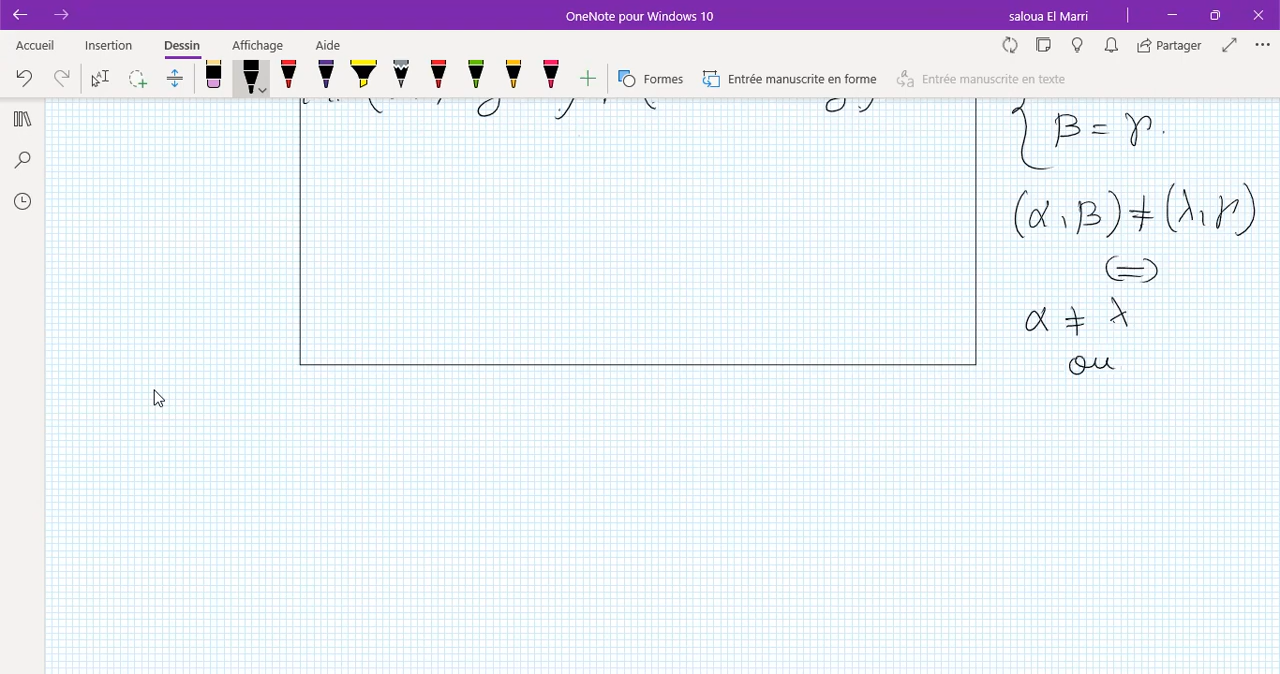 OneNote pour Windows 10
saloua El Marri
Accueil Insertion Dessin Affichage Aide
Partager
Formes Entrée manuscrite en forme Entrée manuscrite en texte
β = γ.
(α, β) ≠ (λ, γ)
(=)
α ≠ λ
ou